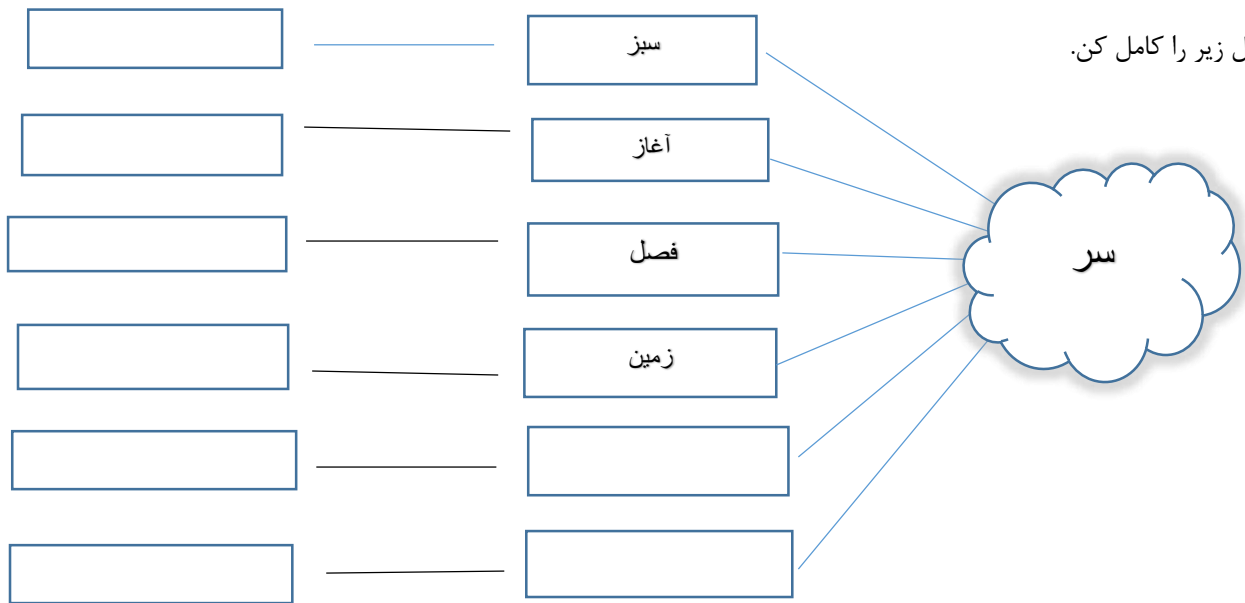 ل زیر را کامل کن.
سبز
آغاز
سر
فصل
زمین